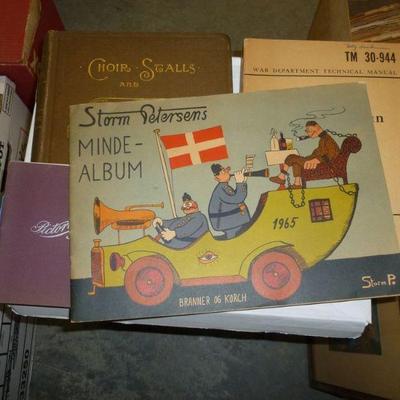 CHOIR STALLS
AND
TM 30-944
WAR DEPARTMENT TECHNICAL MANUAL
Storm Petersens
MINDE-
ALBUM
1965
BRANNER OG KORCH
Storm P.